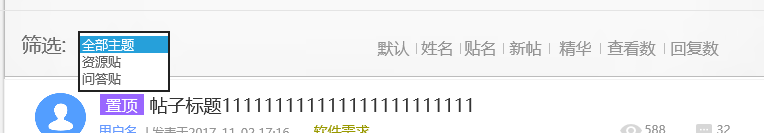 筛选: 全部主题 默认 | 姓名 | 贴名 | 新帖 | 精华 | 查看数 | 回复数
资源贴
问答贴
置顶 帖子标题11111111111111111111111111
用户名 | 发表于2017-11-02 17:16 软件需求 588 32